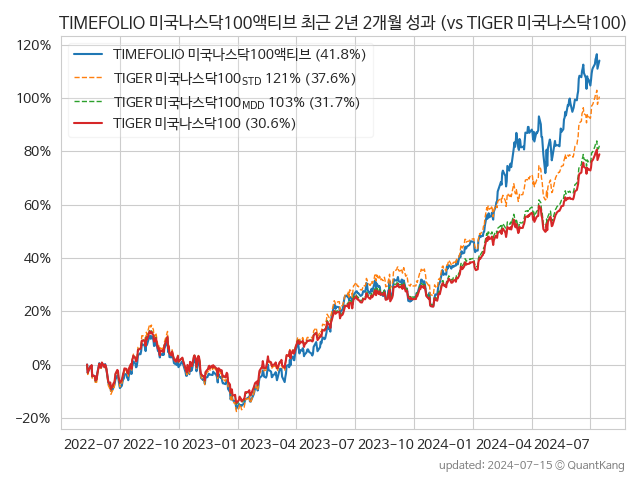 TIMEFOLIO 미국나스닥100액티브 최근 2년 2개월 성과 (vs TIGER 미국나스닥100)
120%
100%
80%
60%
40%
20%
0%
−20%
TIMEFOLIO 미국나스닥100액티브 (41.8%)
TIGER 미국나스닥100STD 121% (37.6%)
TIGER 미국나스닥100MDD 103% (31.7%)
TIGER 미국나스닥100 (30.6%)
2022-07 2022-10 2023-01 2023-04 2023-07 2023-10 2024-01 2024-04 2024-07
updated: 2024-07-15 © QuantKang